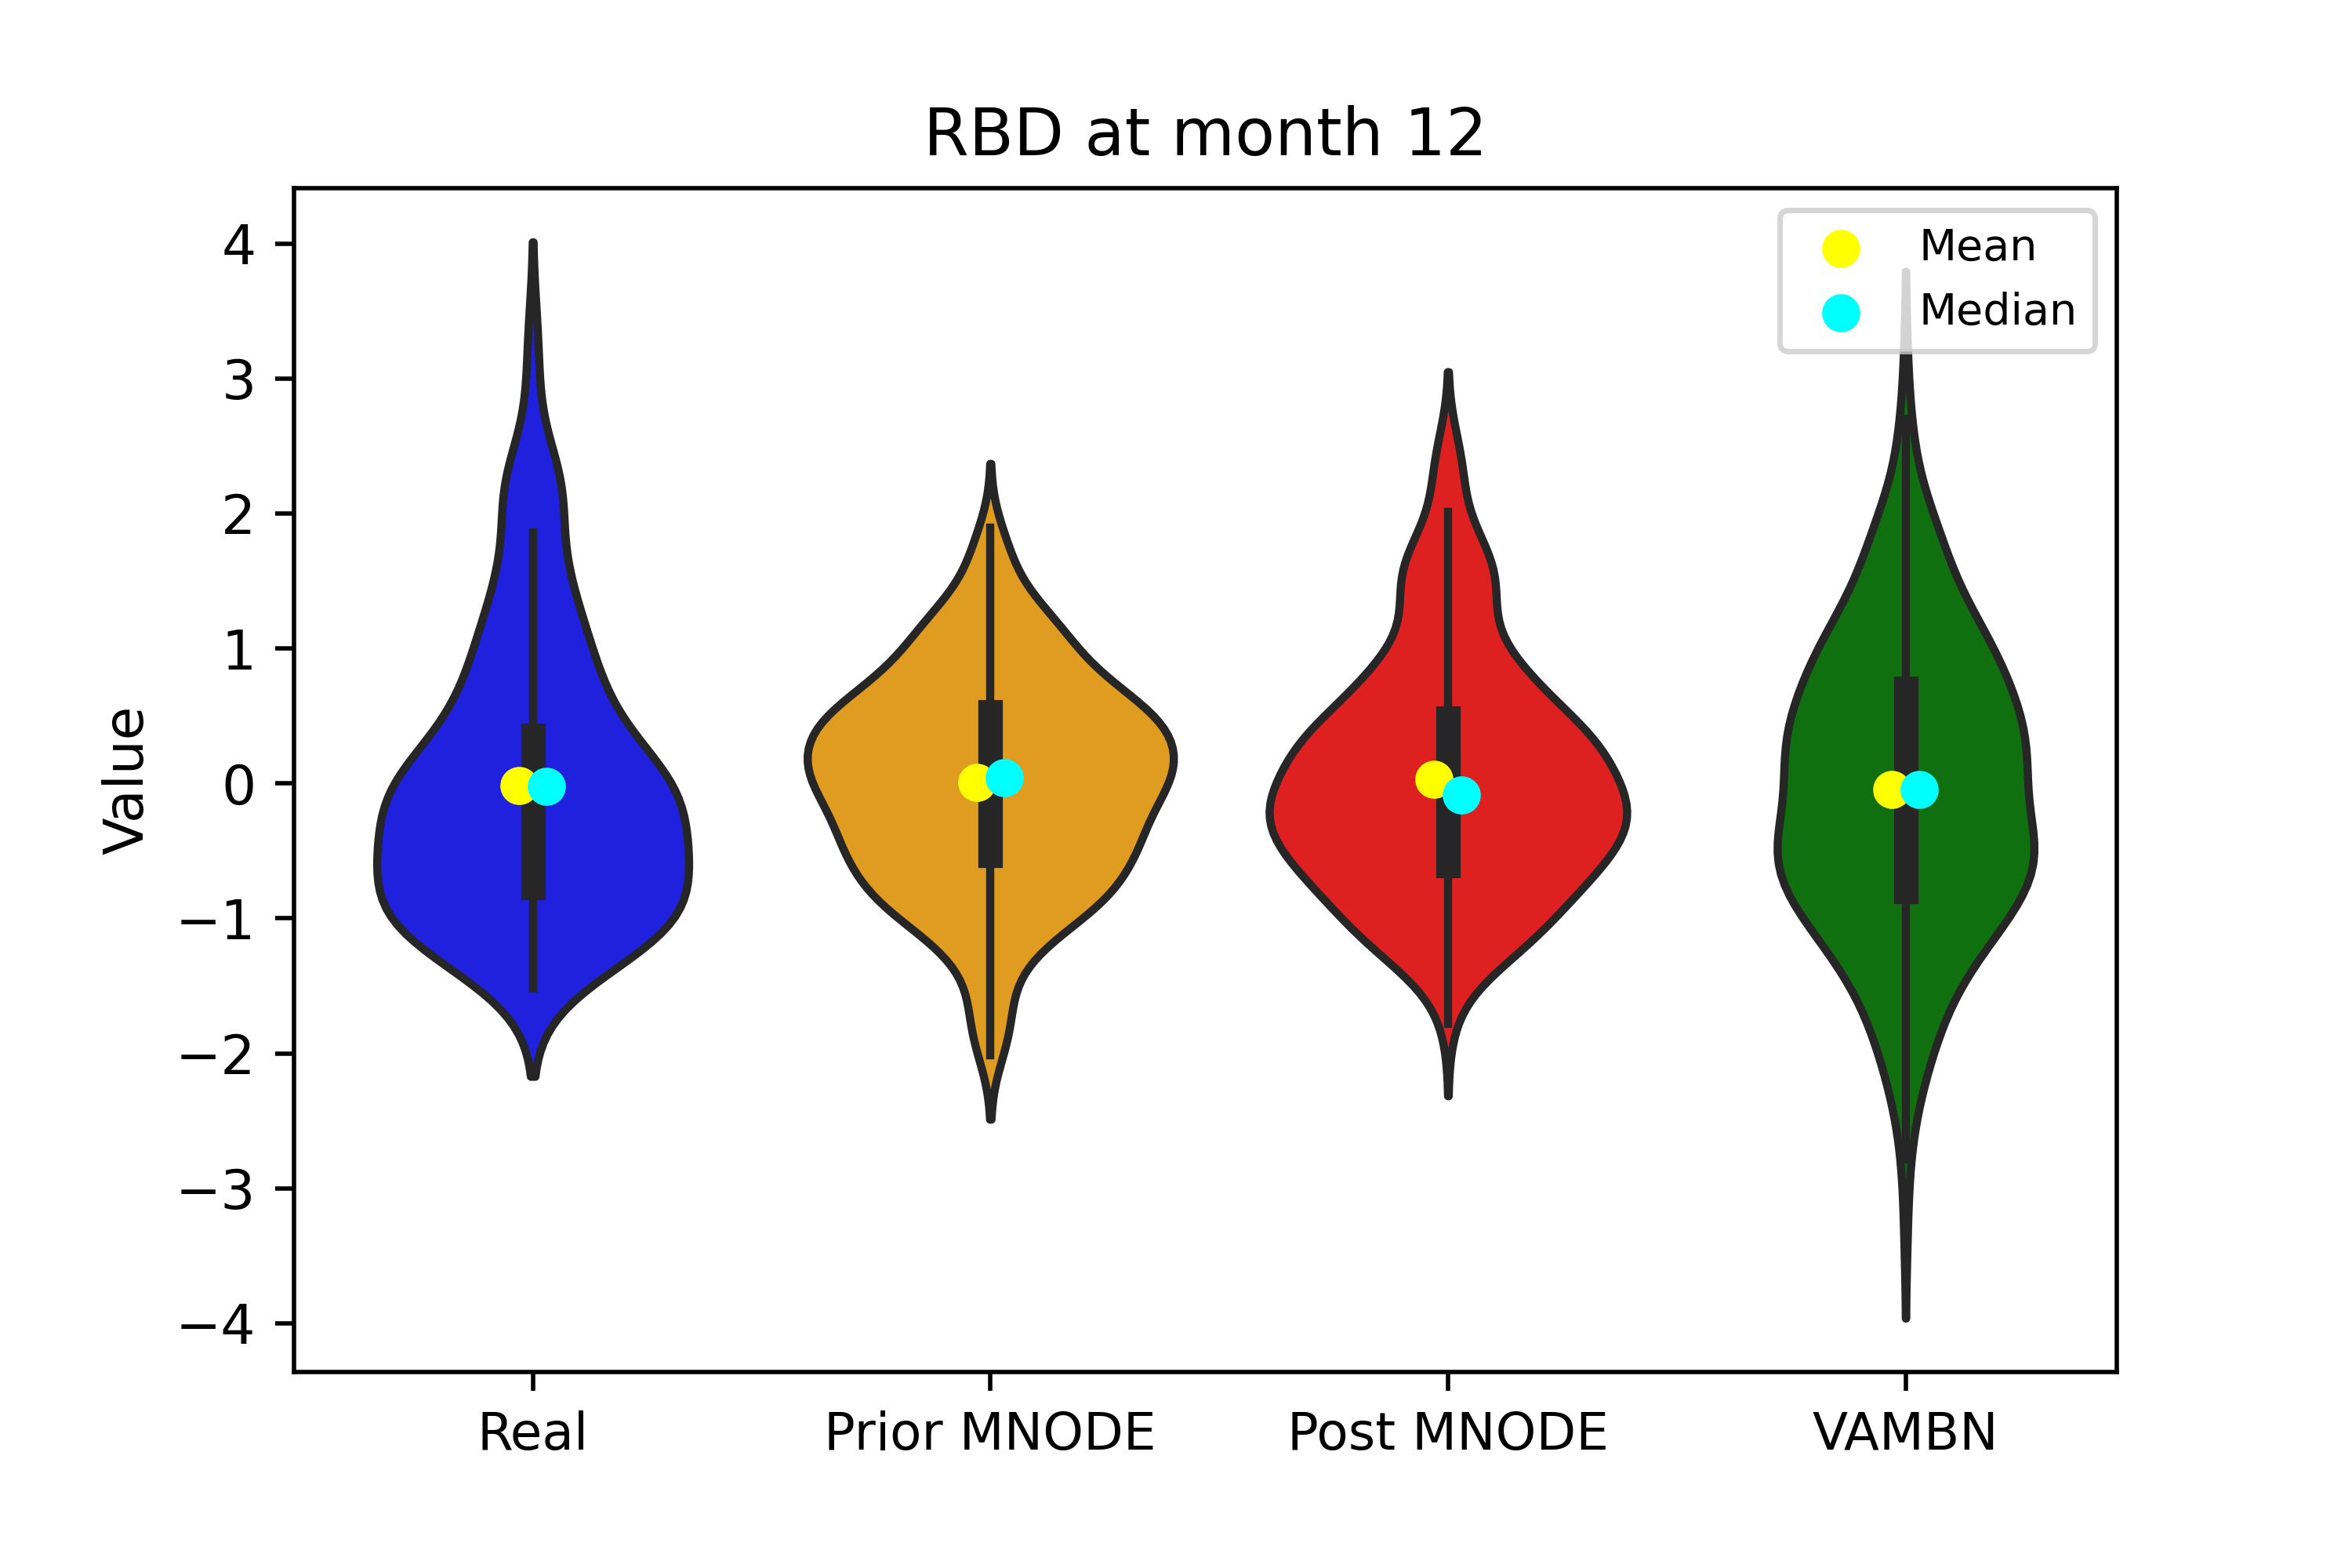 RBD at month 12
Mean
Median
Value
4
3
2
1
0
−1
−2
−3
−4
Real
Prior MNODE
Post MNODE
VAMBN